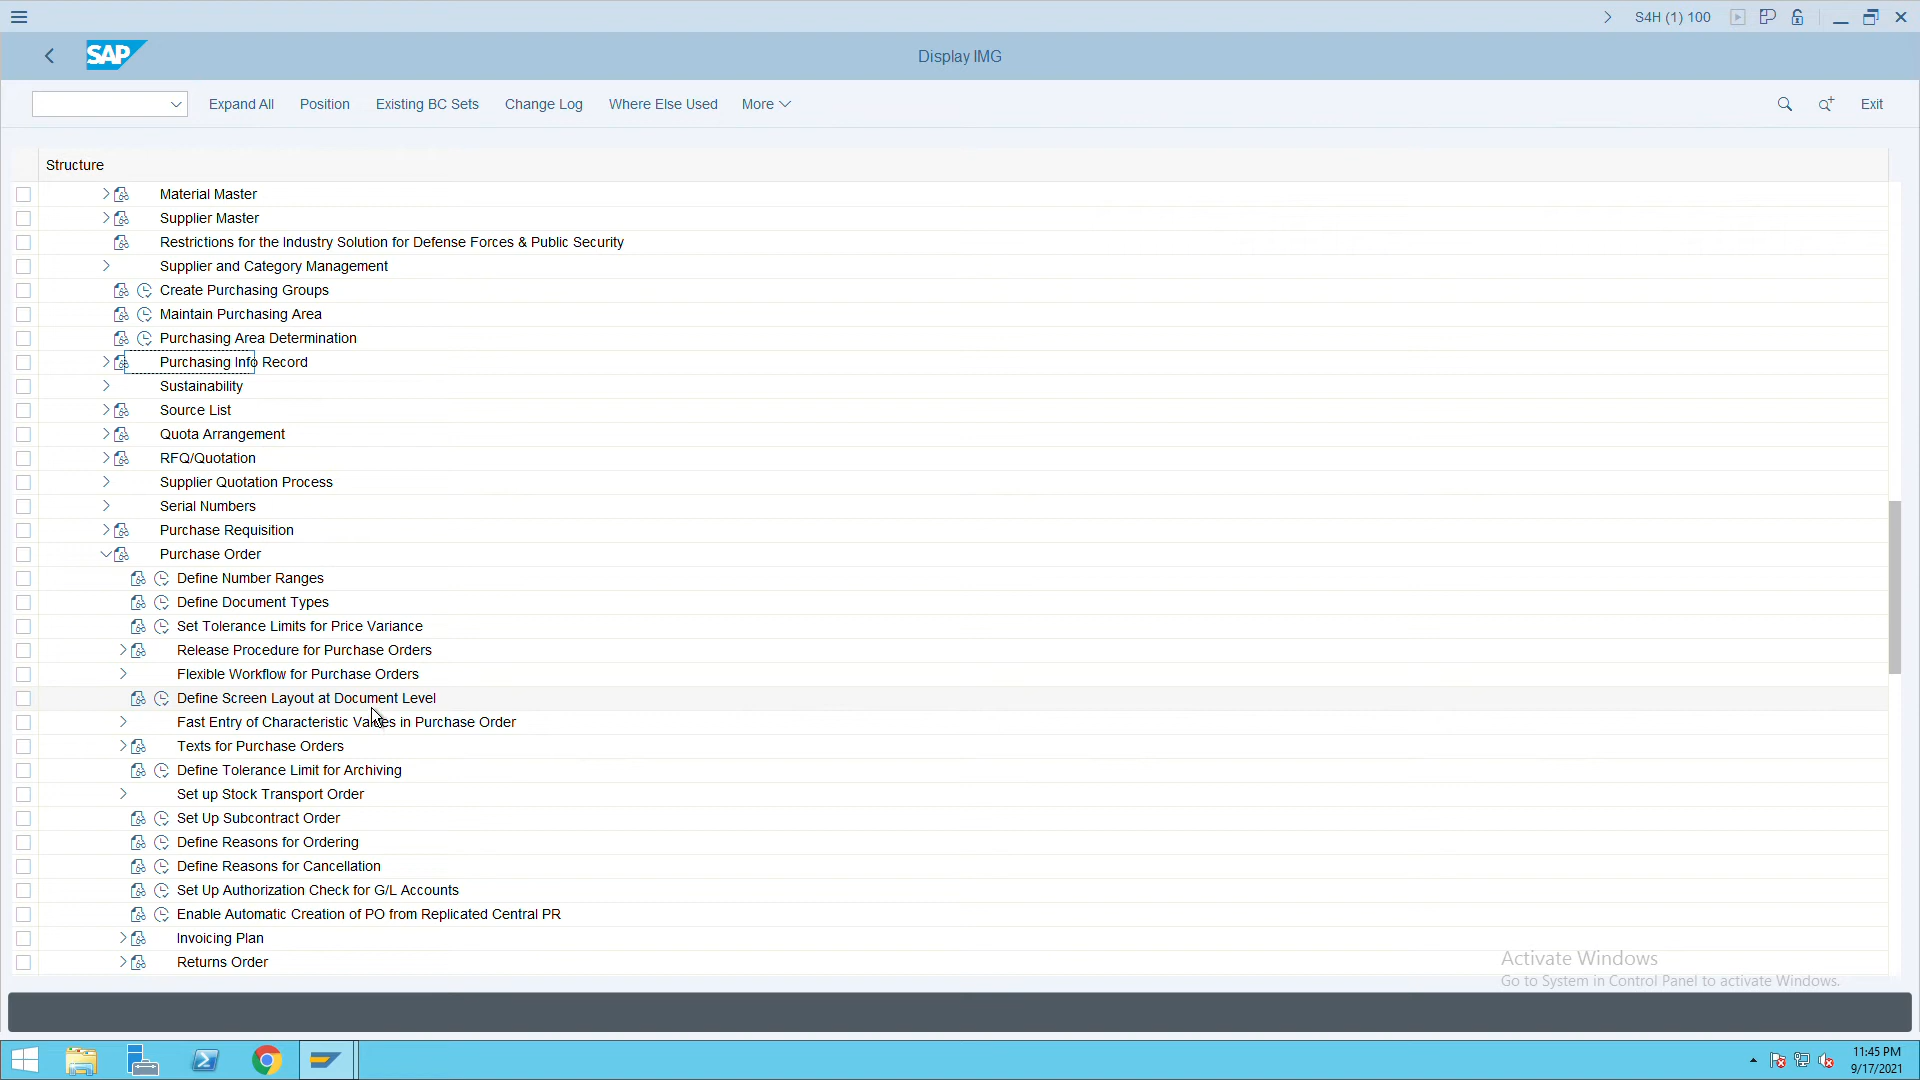 S4H (1) 100
SAP
Display IMG
Expand All
Position
Existing BC Sets
Change Log
Where Else Used
More
Exit
Structure
Material Master
Supplier Master
Restrictions for the Industry Solution for Defense Forces & Public Security
Supplier and Category Management
Create Purchasing Groups
Maintain Purchasing Area
Purchasing Area Determination
Purchasing Info Record
Sustainability
Source List
Quota Arrangement
RFQ/Quotation
Supplier Quotation Process
Serial Numbers
Purchase Requisition
Purchase Order
Define Number Ranges
Define Document Types
Set Tolerance Limits for Price Variance
Release Procedure for Purchase Orders
Flexible Workflow for Purchase Orders
Define Screen Layout at Document Level
Fast Entry of Characteristic Values in Purchase Order
Texts for Purchase Orders
Define Tolerance Limit for Archiving
Set up Stock Transport Order
Set Up Subcontract Order
Define Reasons for Ordering
Define Reasons for Cancellation
Set Up Authorization Check for G/L Accounts
Enable Automatic Creation of PO from Replicated Central PR
Invoicing Plan
Returns Order
Activate Windows
Go to System in Control Panel to activate Windows.
11:45 PM
9/17/2021